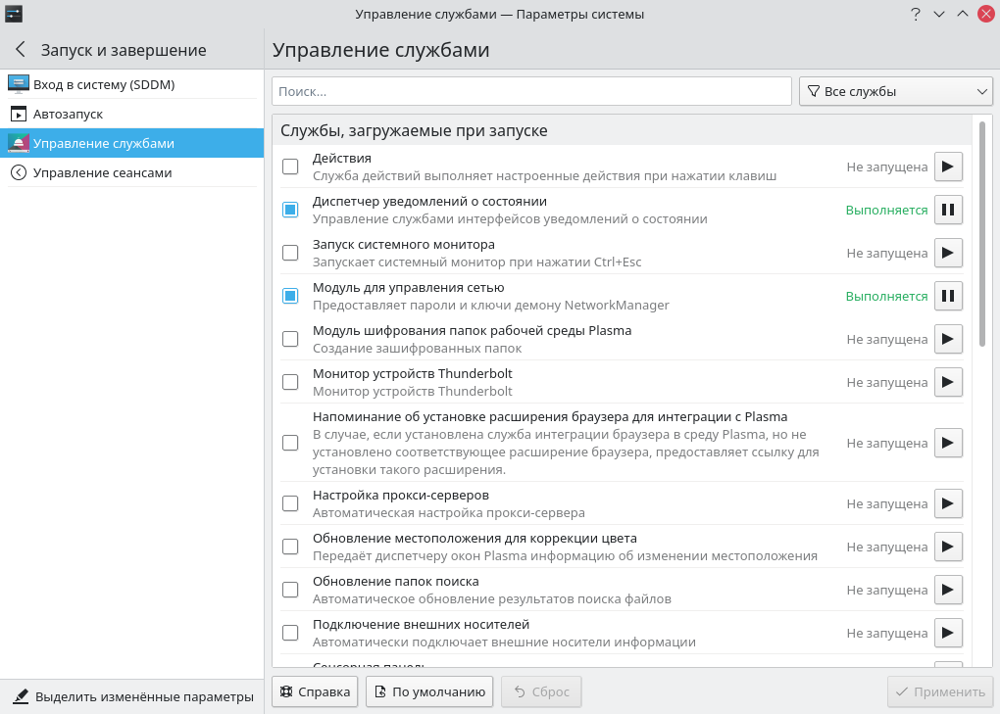 Управление службами — Параметры системы
Запуск и завершение
Управление службами
Вход в систему (SDDM)
Автозапуск
Управление службами
Управление сеансами
Поиск...
Все службы
Службы, загружаемые при запуске
Действия
Служба действий выполняет настроенные действия при нажатии клавиш
Не запущена
Диспетчер уведомлений о состоянии
Управление службами интерфейсов уведомлений о состоянии
Выполняется
Запуск системного монитора
Запускает системный монитор при нажатии Ctrl+Esc
Не запущена
Модуль для управления сетью
Предоставляет пароли и ключи демону NetworkManager
Выполняется
Модуль шифрования папок рабочей среды Plasma
Создание зашифрованных папок
Не запущена
Монитор устройств Thunderbolt
Монитор устройств Thunderbolt
Не запущена
Напоминание об установке расширения браузера для интеграции с Plasma
В случае, если установлена служба интеграции браузера в среду Plasma, но не
установлено соответствующее расширение браузера, предоставляет ссылку для
установки такого расширения.
Не запущена
Настройка прокси-серверов
Автоматическая настройка прокси-сервера
Не запущена
Обновление местоположения для коррекции цвета
Передаёт диспетчеру окон Plasma информацию об изменении местоположения
Не запущена
Обновление папок поиска
Автоматическое обновление результатов поиска файлов
Не запущена
Подключение внешних носителей
Автоматически подключает внешние носители информации
Не запущена
Сенсорная панель
Выделить изменённые параметры
Справка
По умолчанию
Сброс
Применить